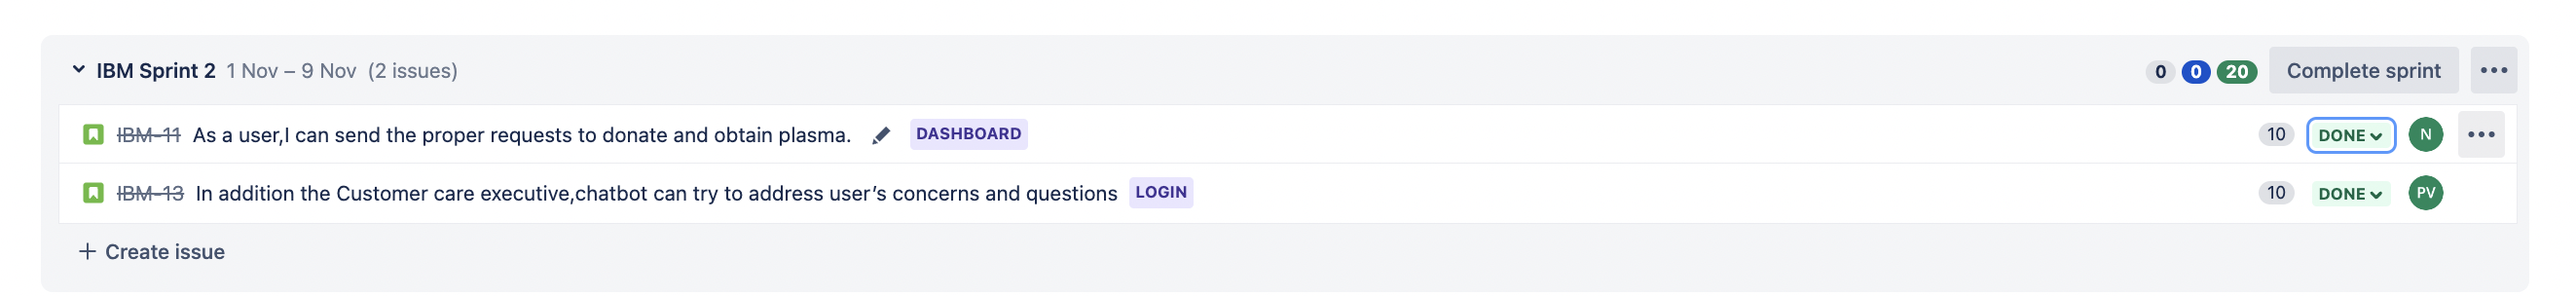 IBM Sprint 2 1 Nov – 9 Nov (2 issues) 0 0 20 Complete sprint
IBM-11 As a user,I can send the proper requests to donate and obtain plasma. DASHBOARD 10 DONE N
IBM-13 In addition the Customer care executive,chatbot can try to address user’s concerns and questions LOGIN 10 DONE PV
+ Create issue